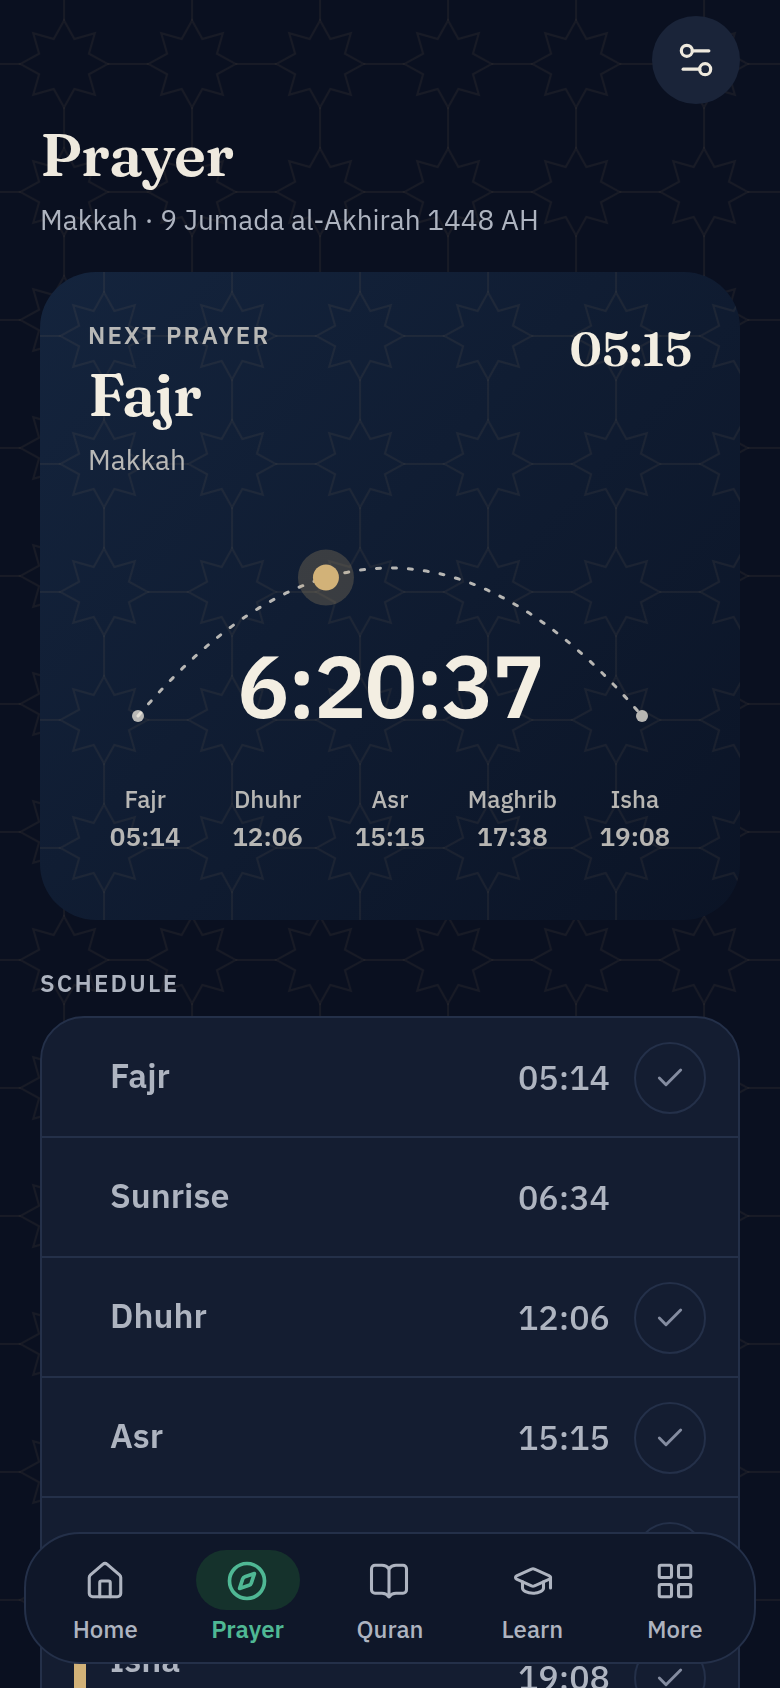 Prayer
Makkah · 9 Jumada al-Akhirah 1448 AH
NEXT PRAYER
05:15
Fajr
Makkah
6:20:37
Fajr Dhuhr Asr Maghrib Isha
05:14 12:06 15:15 17:38 19:08
SCHEDULE
Fajr 05:14
Sunrise 06:34
Dhuhr 12:06
Asr 15:15
Home Prayer Quran Learn More
Isha 19:08